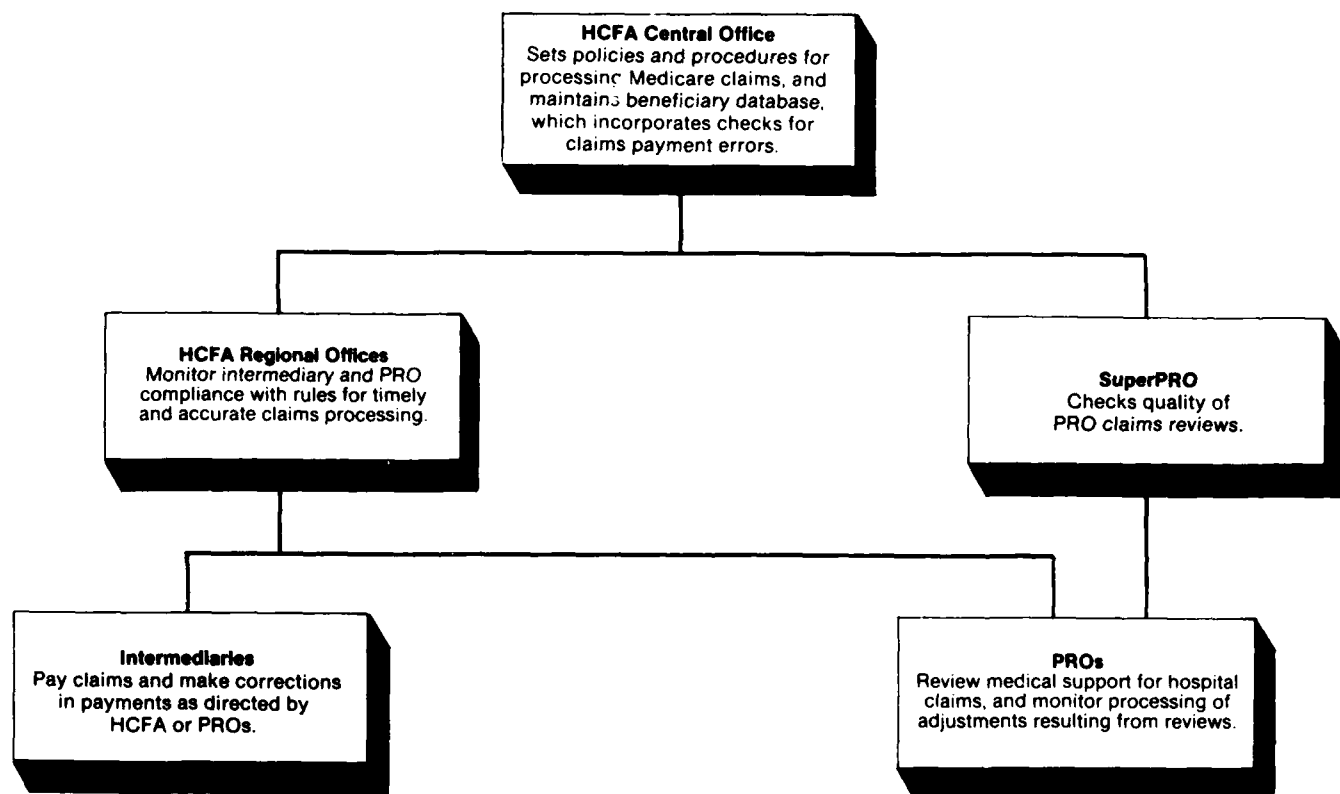 HCFA Central Office
Sets policies and procedures for
processing Medicare claims, and
maintains beneficiary database,
which incorporates checks for
claims payment errors.
HCFA Regional Offices
Monitor intermediary and PRO
compliance with rules for timely
and accurate claims processing.
SuperPRO
Checks quality of
PRO claims reviews.
Intermediaries
Pay claims and make corrections
in payments as directed by
HCFA or PROs.
PROs
Review medical support for hospital
claims, and monitor processing of
adjustments resulting from reviews.